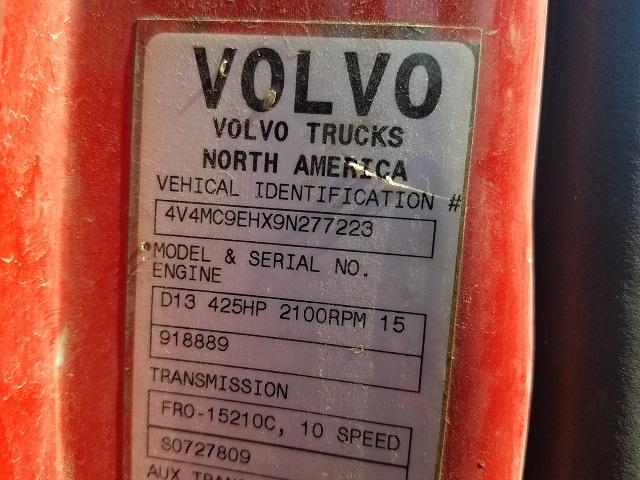 VOLVO
VOLVO TRUCKS
NORTH AMERICA
VEHICAL IDENTIFICATION #
4V4MC9EHX9N277223
MODEL & SERIAL NO.
ENGINE
D13 425HP 2100RPM 15
918889
TRANSMISSION
FRO-15210C, 10 SPEED
S0727809
AUX